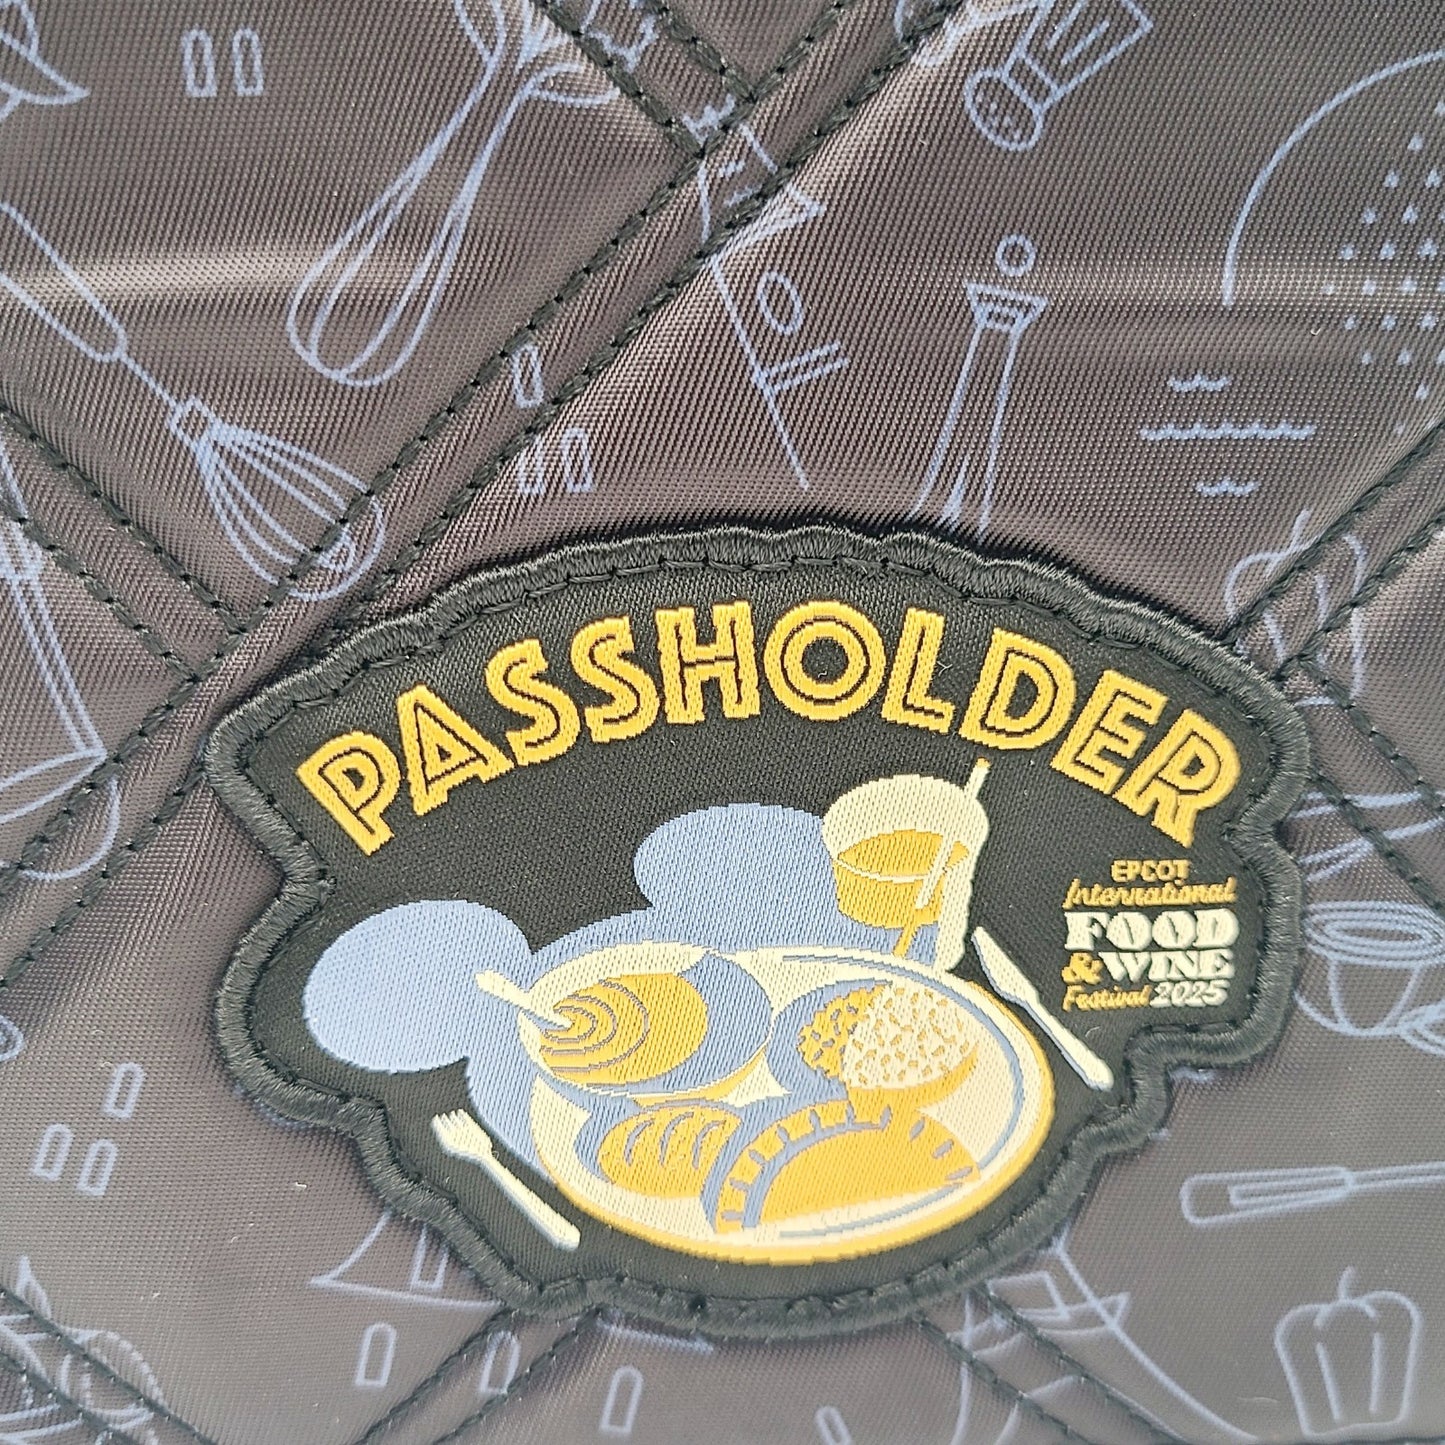 PASSHOLDER
EPCOT
International
FOOD
& WINE
Festival 2025